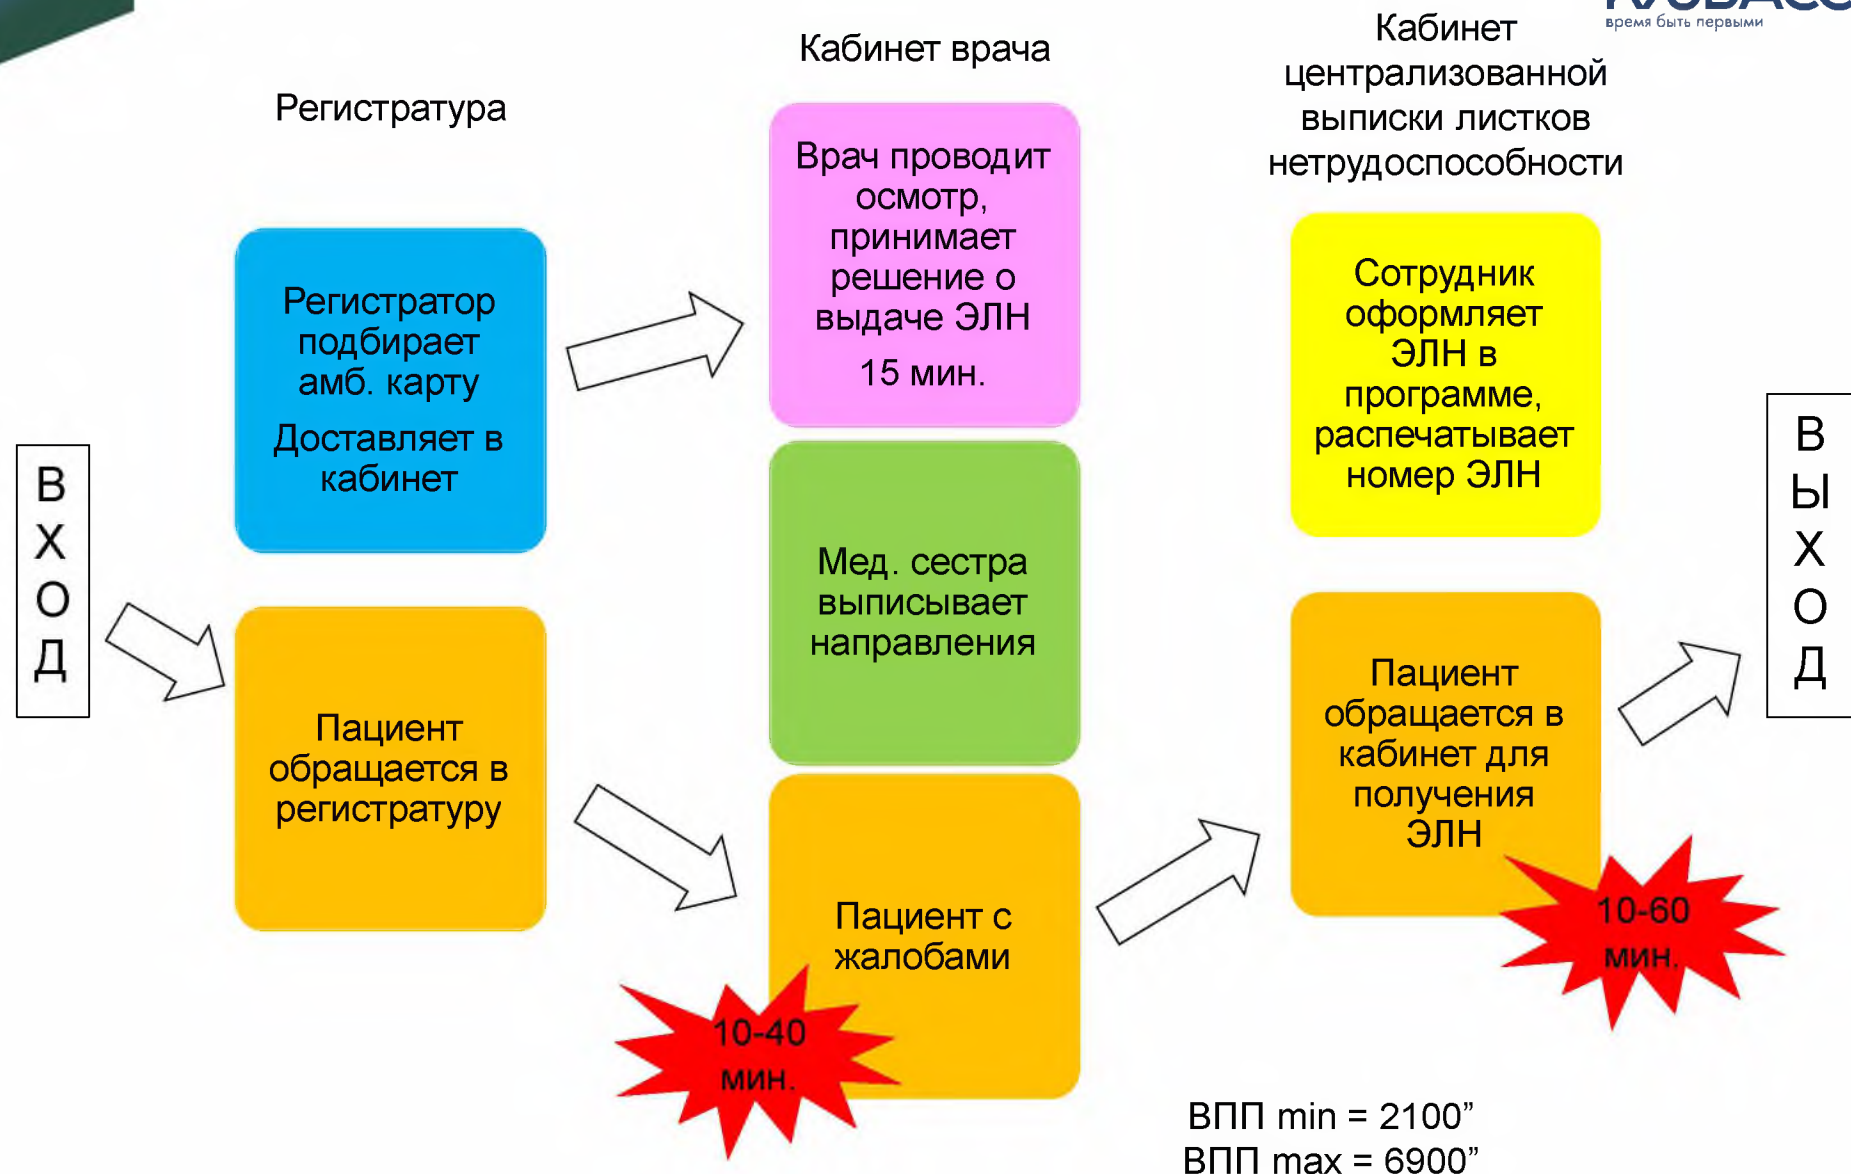 время быть первыми
Регистратура
Кабинет врача
Кабинет
централизованной
выписки листков
нетрудоспособности
В
Х
О
Д
Регистратор
подбирает
амб. карту
Доставляет в
кабинет
Пациент
обращается в
регистратуру
Врач проводит
осмотр,
принимает
решение о
выдаче ЭЛН
15 мин.
Мед. сестра
выписывает
направления
Пациент с
жалобами
10-40
мин.
Сотрудник
оформляет
ЭЛН в
программе,
распечатывает
номер ЭЛН
Пациент
обращается в
кабинет для
получения
ЭЛН
10-60
мин.
В
Ы
Х
О
Д
ВПП min = 2100”
ВПП max = 6900”